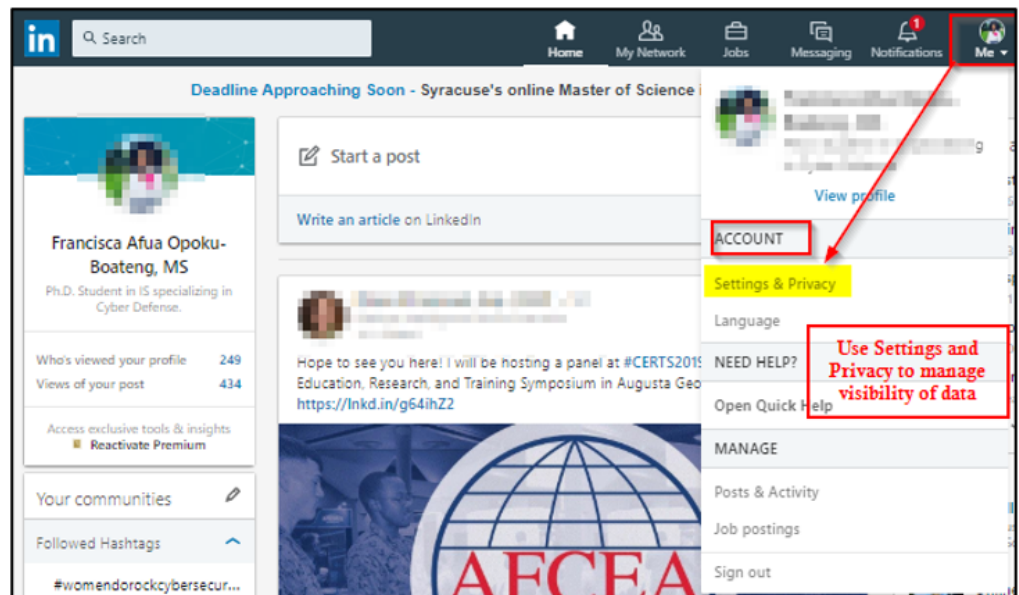 in
Search
Home
My Network
Jobs
Messaging
1
Notifications
Me
Deadline Approaching Soon - Syracuse's online Master of Science i
Francisca Afua Opoku-
Boateng, MS
Ph.D. Student in IS specializing in
Cyber Defense.
Who's viewed your profile 249
Views of your post 434
Access exclusive tools & insights
Reactivate Premium
Your communities
Followed Hashtags
#womendorockcybersecur...
Start a post
Write an article on LinkedIn
Hope to see you here! I will be hosting a panel at #CERTS2019
Education, Research, and Training Symposium in Augusta Geo
https://lnkd.in/g64ihZ2
AFCEA
View profile
ACCOUNT
Settings & Privacy
Language
NEED HELP?
Open Quick Help
MANAGE
Posts & Activity
Job postings
Sign out
Use Settings and
Privacy to manage
visibility of data